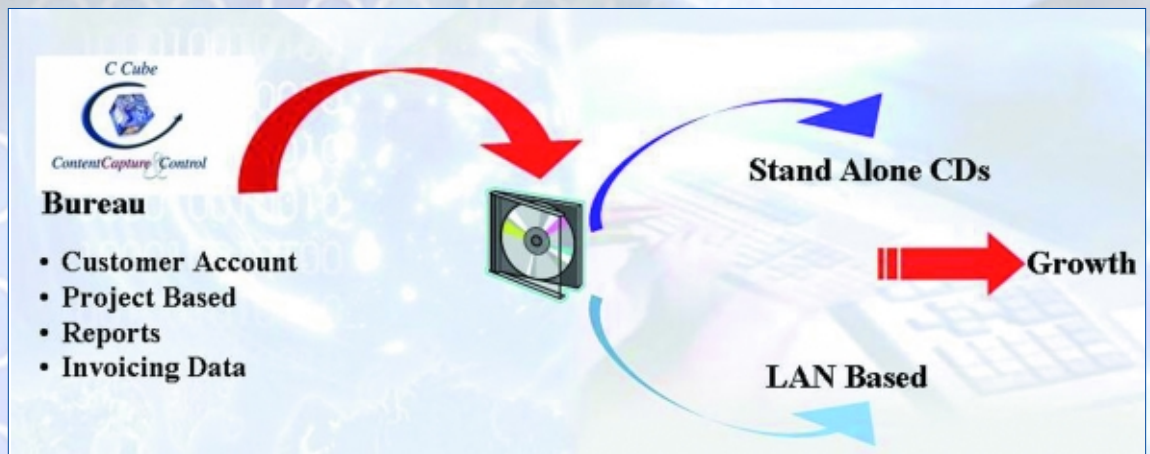 C Cube
ContentCapture & Control
Bureau
• Customer Account
• Project Based
• Reports
• Invoicing Data
Stand Alone CDs
Growth
LAN Based